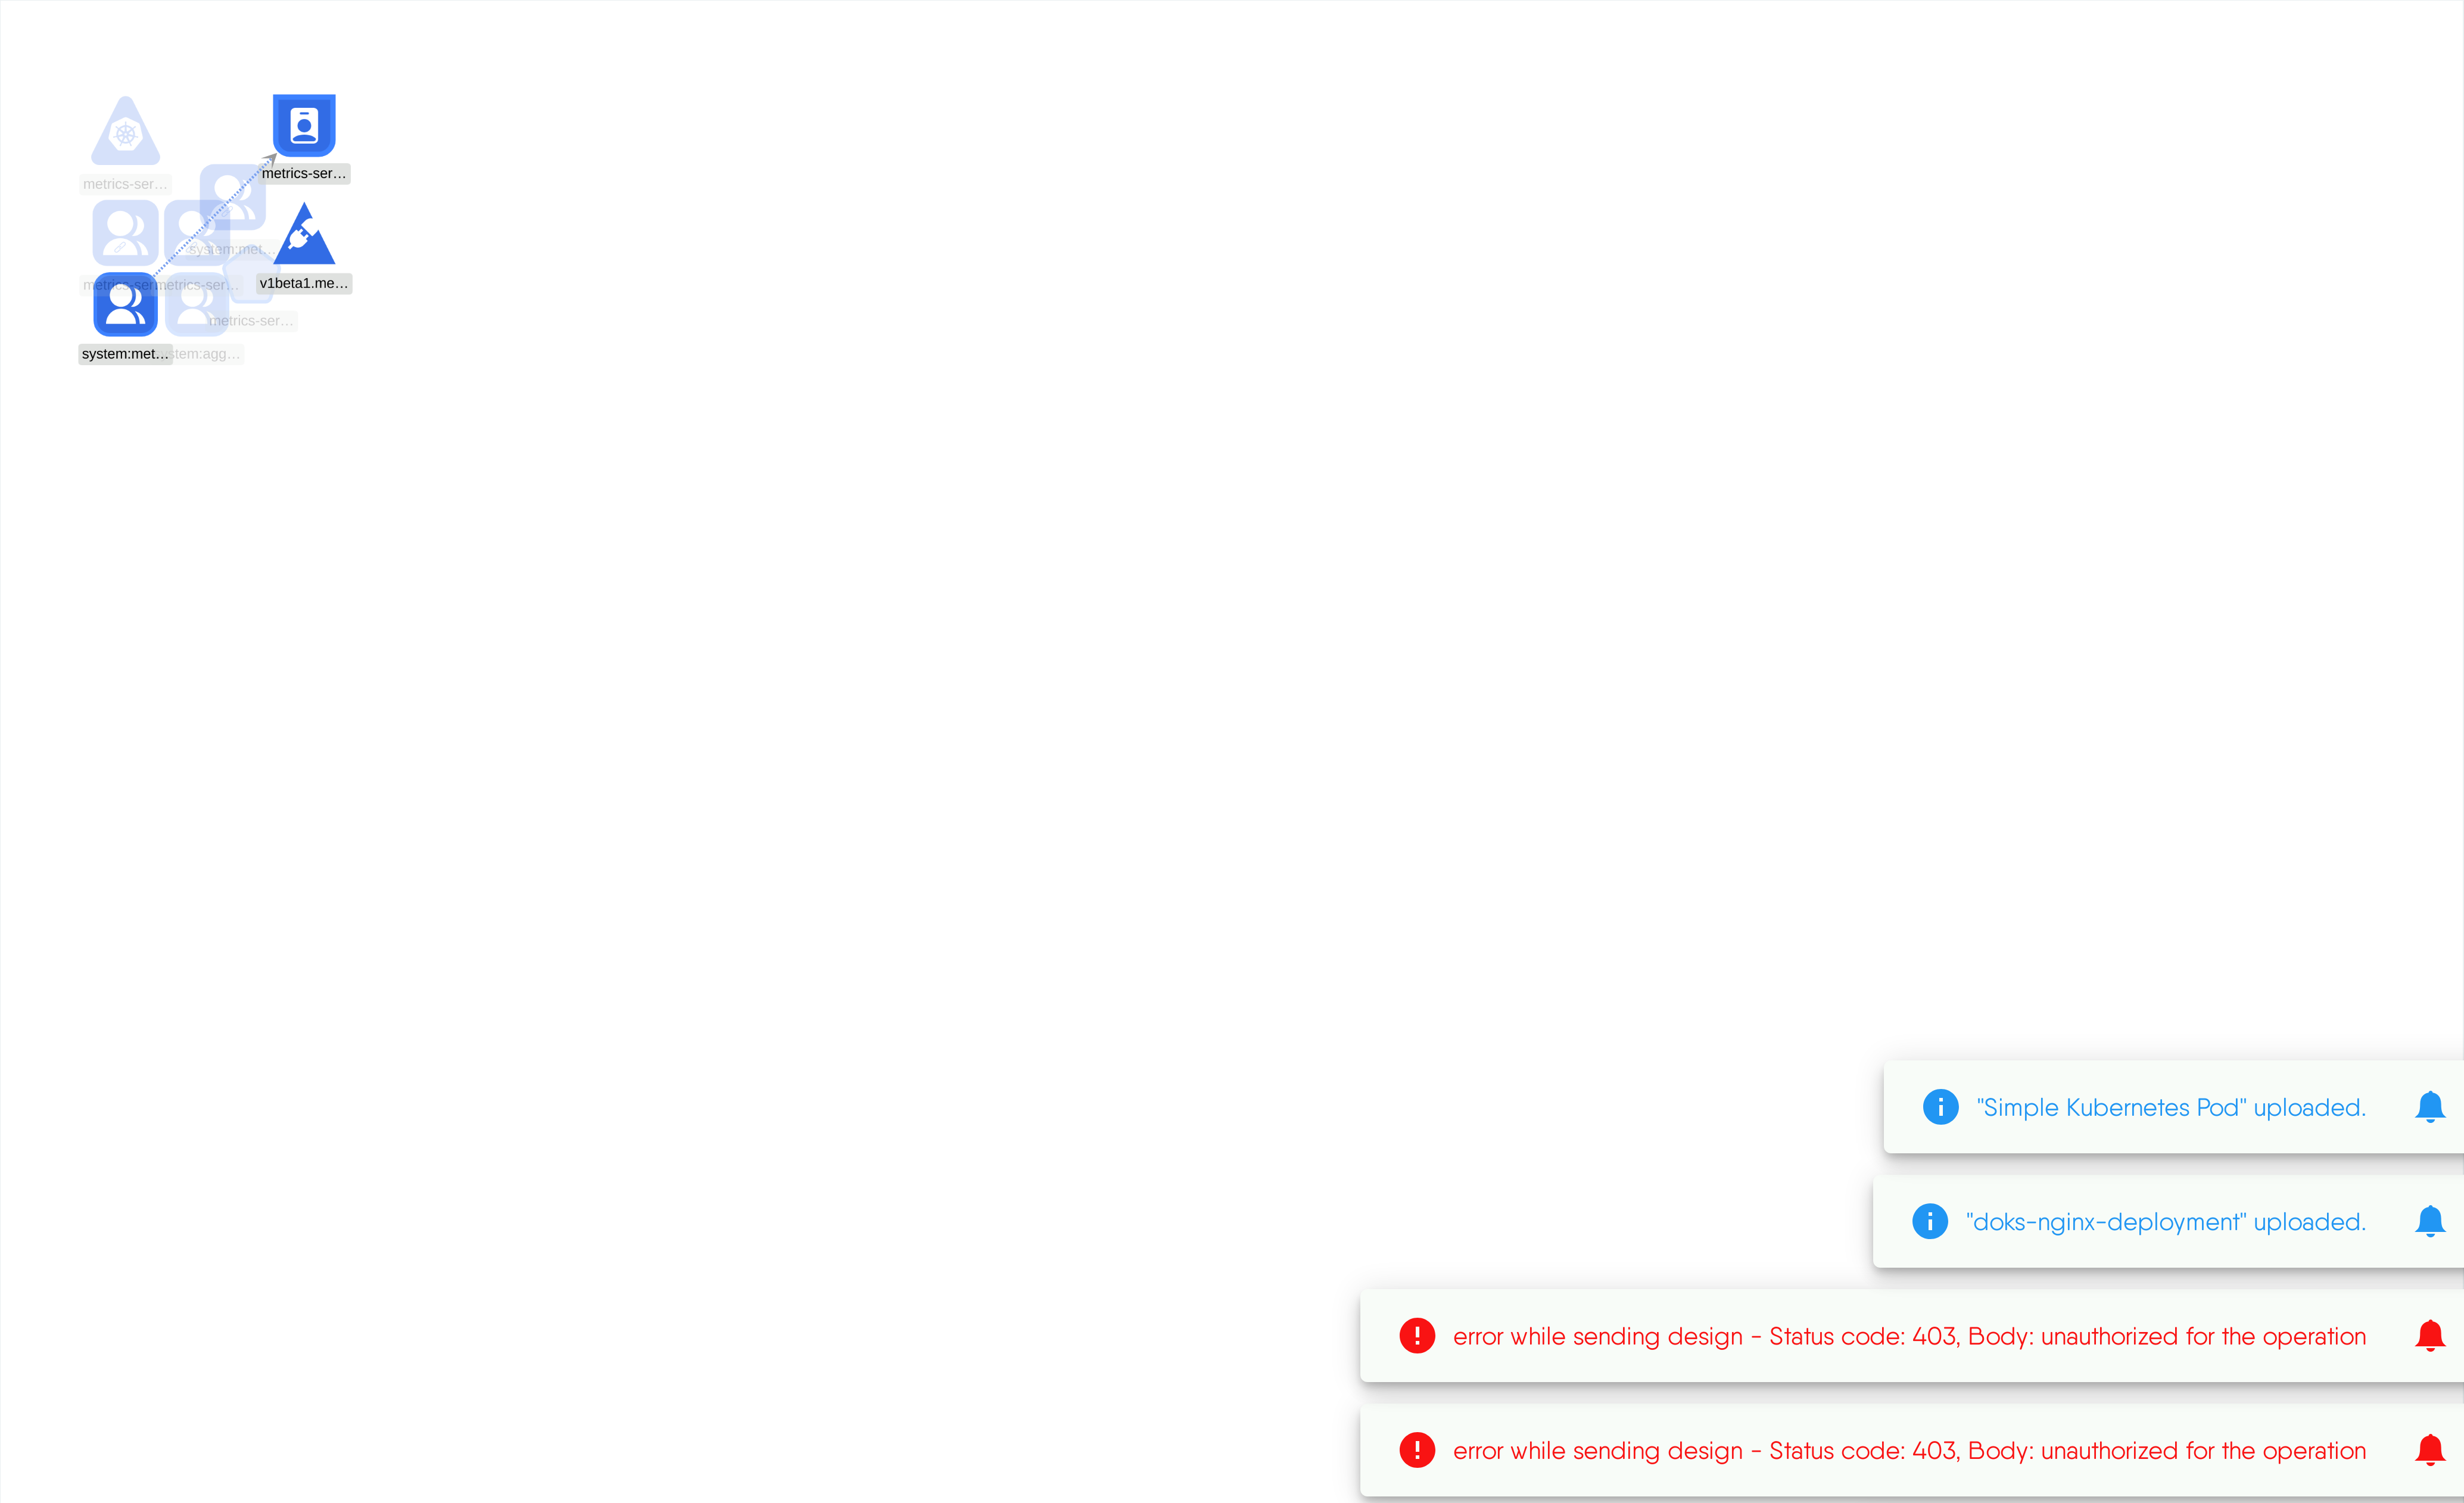 metrics-ser…
metrics-ser…
system:met…
v1beta1.me…
metrics-ser…
metrics-ser…
metrics-ser…
system:met…
stem:agg…
"Simple Kubernetes Pod" uploaded.
"doks-nginx-deployment" uploaded.
error while sending design - Status code: 403, Body: unauthorized for the operation
error while sending design - Status code: 403, Body: unauthorized for the operation